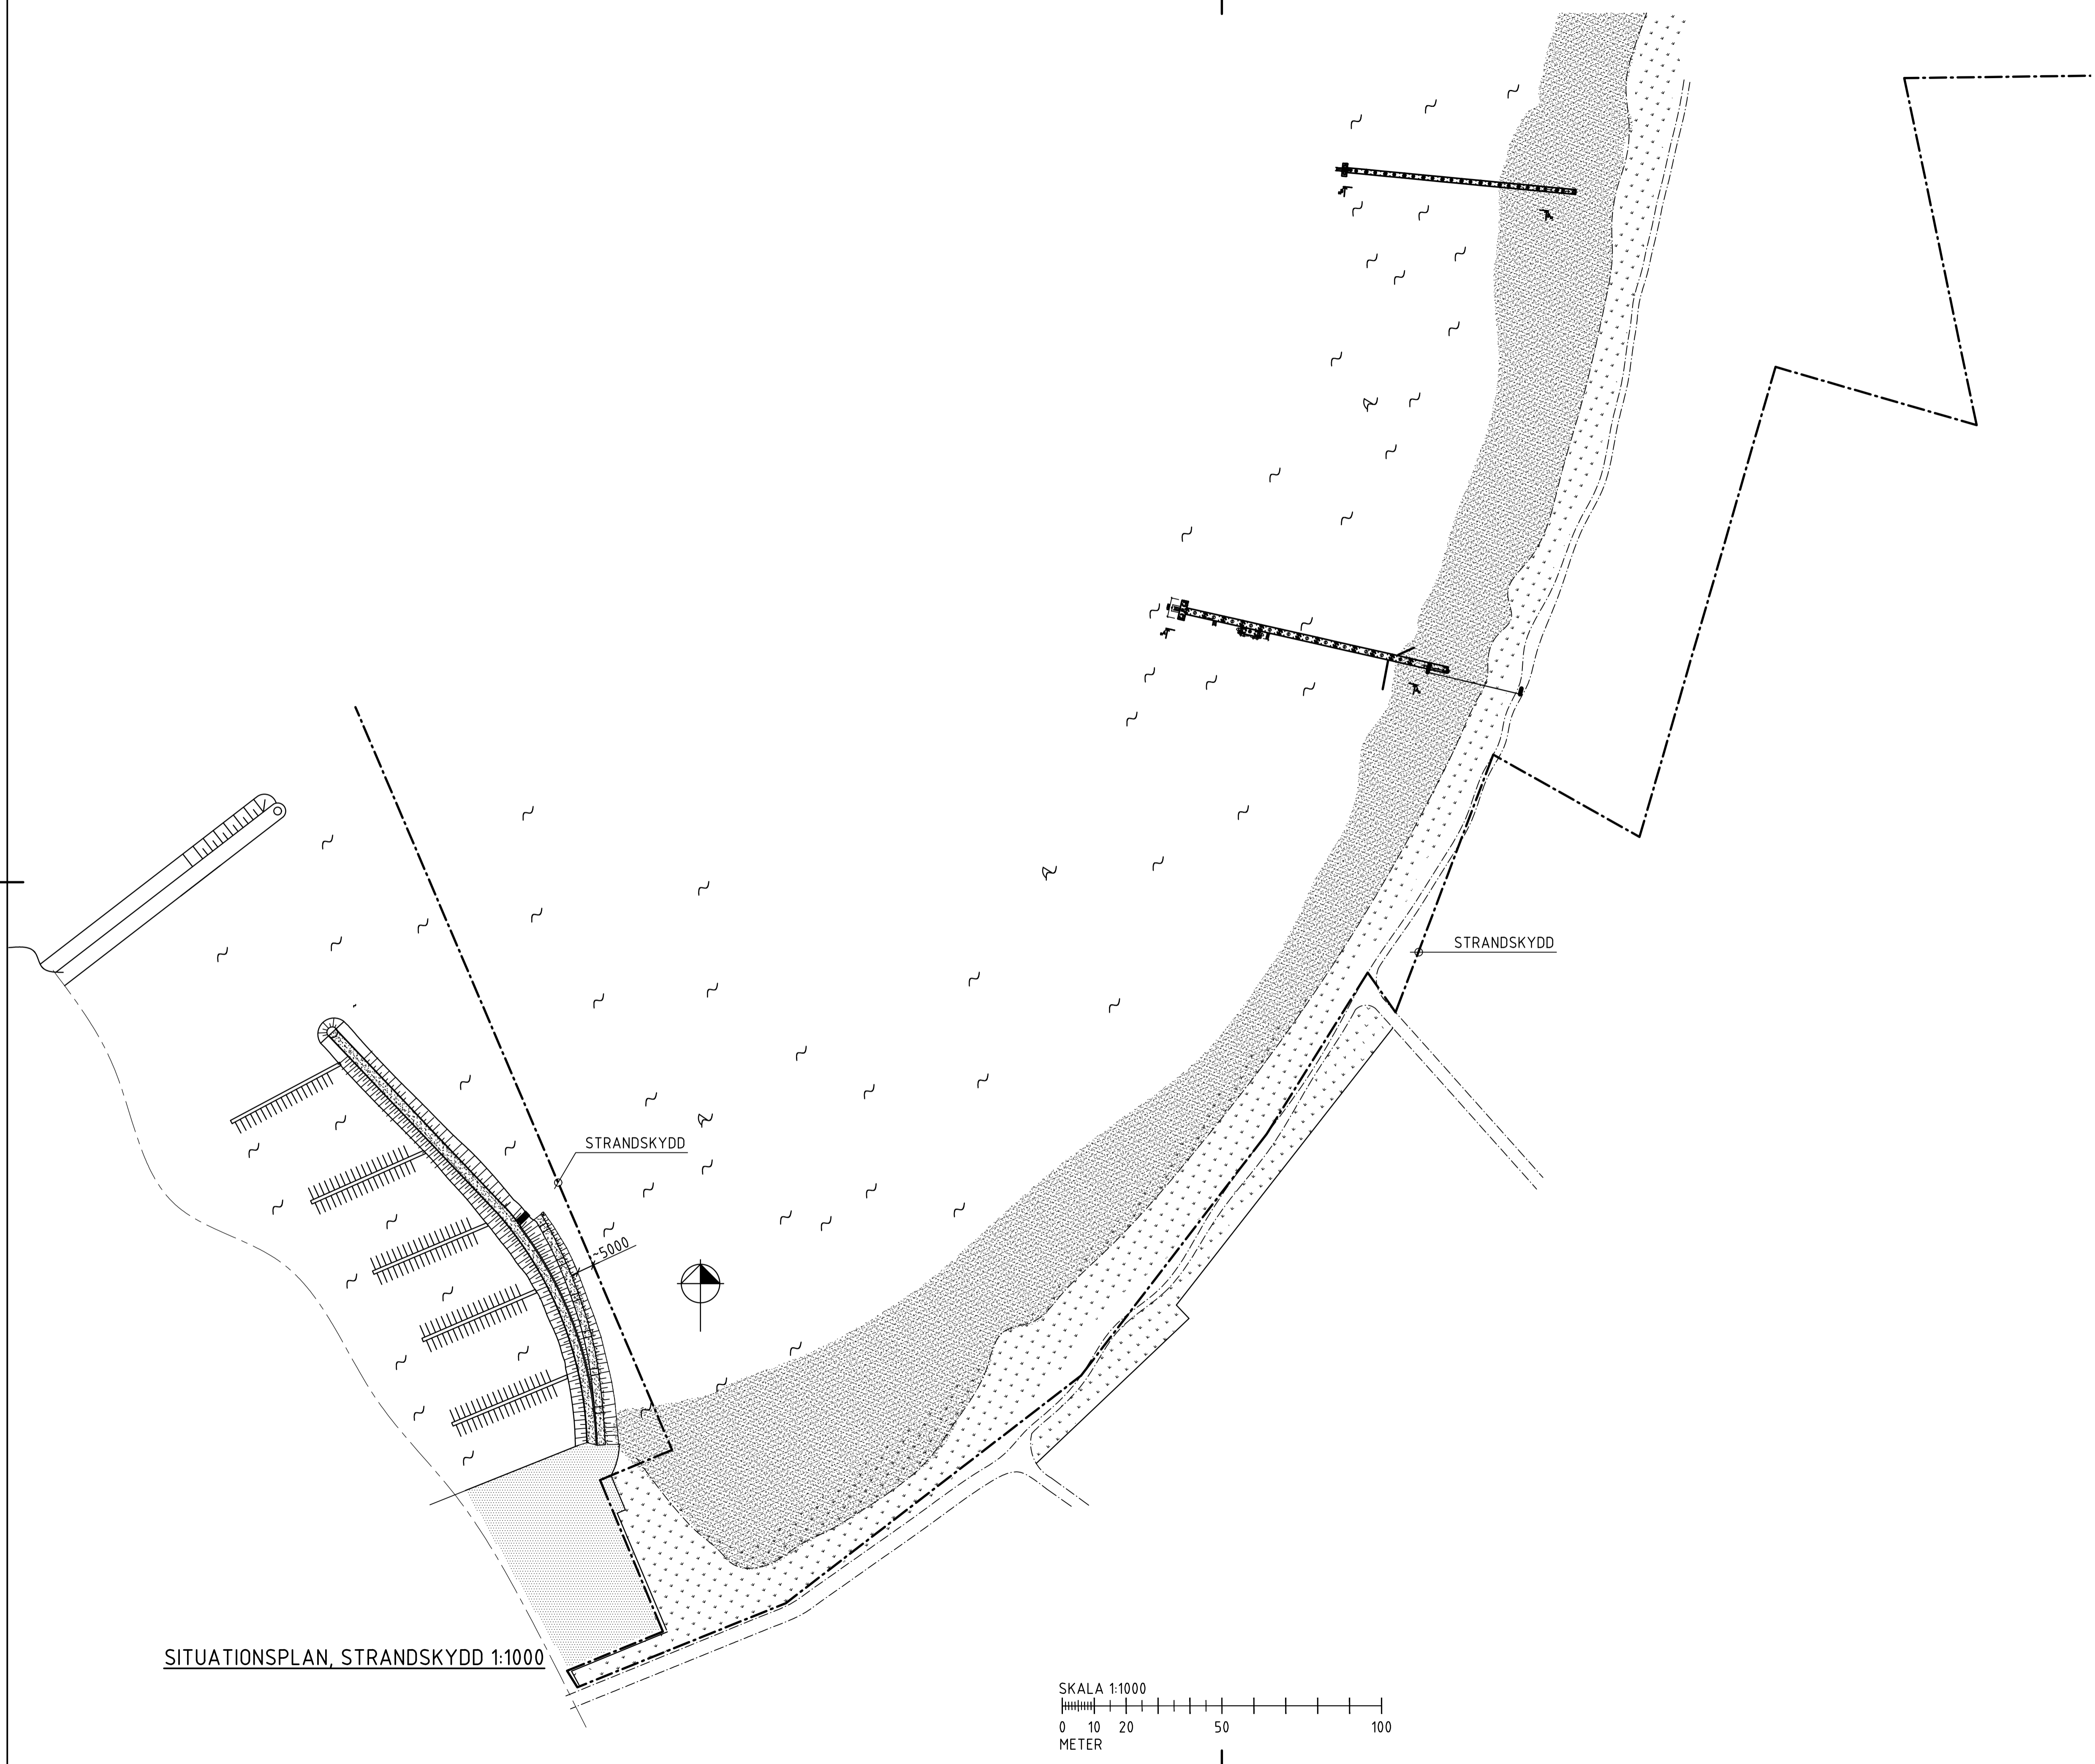 STRANDSKYDD
STRANDSKYDD
~5000
SITUATIONSPLAN, STRANDSKYDD 1:1000
SKALA 1:1000
0 10 20 50 100
METER